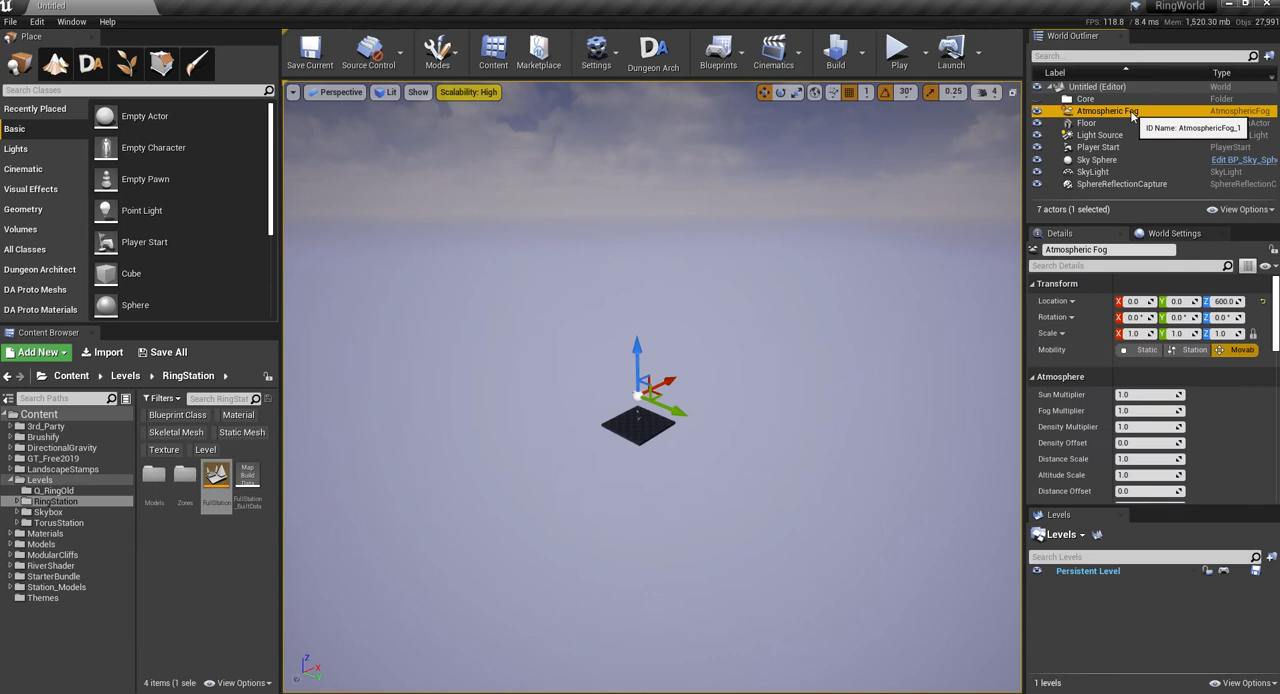 Untitled
RingWorld
File Edit Window Help
FPS: 118.8 / 8.4 ms Mem: 1,520.30 mb Objs: 27,991
Place
Search Classes
Recently Placed
Basic
Lights
Cinematic
Visual Effects
Geometry
Volumes
All Classes
Dungeon Architect
DA Proto Meshs
DA Proto Materials
Empty Actor
Empty Character
Empty Pawn
Point Light
Player Start
Cube
Sphere
Save Current
Source Control
Modes
Content
Marketplace
Settings
Dungeon Arch
Blueprints
Cinematics
Build
Play
Launch
Perspective
Lit
Show
Scalability: High
1
30°
0.25
4
World Outliner
Search...
Label Type
Untitled (Editor) World
Core Folder
Atmospheric Fog AtmosphericFog
Floor Actor
Light Source Light
Player Start PlayerStart
Sky Sphere Edit BP_Sky_Sph
SkyLight SkyLight
SphereReflectionCapture SphereReflectionC
ID Name: AtmosphericFog_1
7 actors (1 selected)
View Options
Details
World Settings
Atmospheric Fog
Search Details
Transform
Location X 0.0 Y 0.0 Z 600.0
Rotation X 0.0° Y 0.0° Z 0.0°
Scale X 1.0 Y 1.0 Z 1.0
Mobility Static Station Movab
Atmosphere
Sun Multiplier 1.0
Fog Multiplier 1.0
Density Multiplier 1.0
Density Offset 0.0
Distance Scale 1.0
Altitude Scale 1.0
Distance Offset 0.0
Levels
Levels
Search Levels
Persistent Level
1 levels
View Options
Content Browser
Add New
Import
Save All
Content Levels RingStation
Search Paths
Filters
Search RingStat
Content
3rd_Party
Brushify
DirectionalGravity
GT_Free2019
LandscapeStamps
Levels
Q_RingOld
RingStation
Skybox
TorusStation
Materials
Models
ModularCliffs
RiverShader
StarterBundle
Station_Models
Themes
Blueprint Class
Material
Skeletal Mesh
Static Mesh
Texture
Level
Map
Build
Data
Models
Zones
FullStation
FullStation
_BuiltData
4 items (1 sele
View Options
Z
X
Y